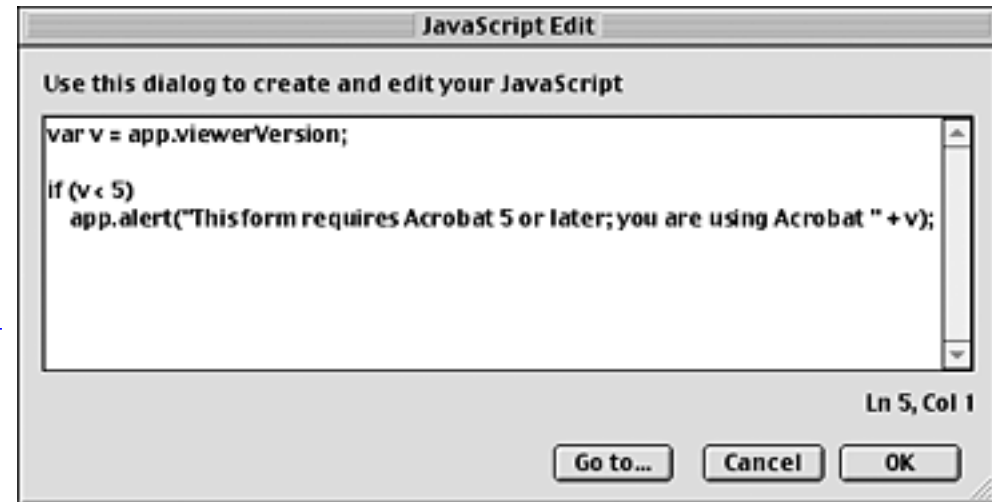 JavaScript Edit
Use this dialog to create and edit your JavaScript
var v = app.viewerVersion;
if (v < 5)
app.alert("This form requires Acrobat 5 or later; you are using Acrobat " + v);
Ln 5, Col 1
Go to...
Cancel
OK